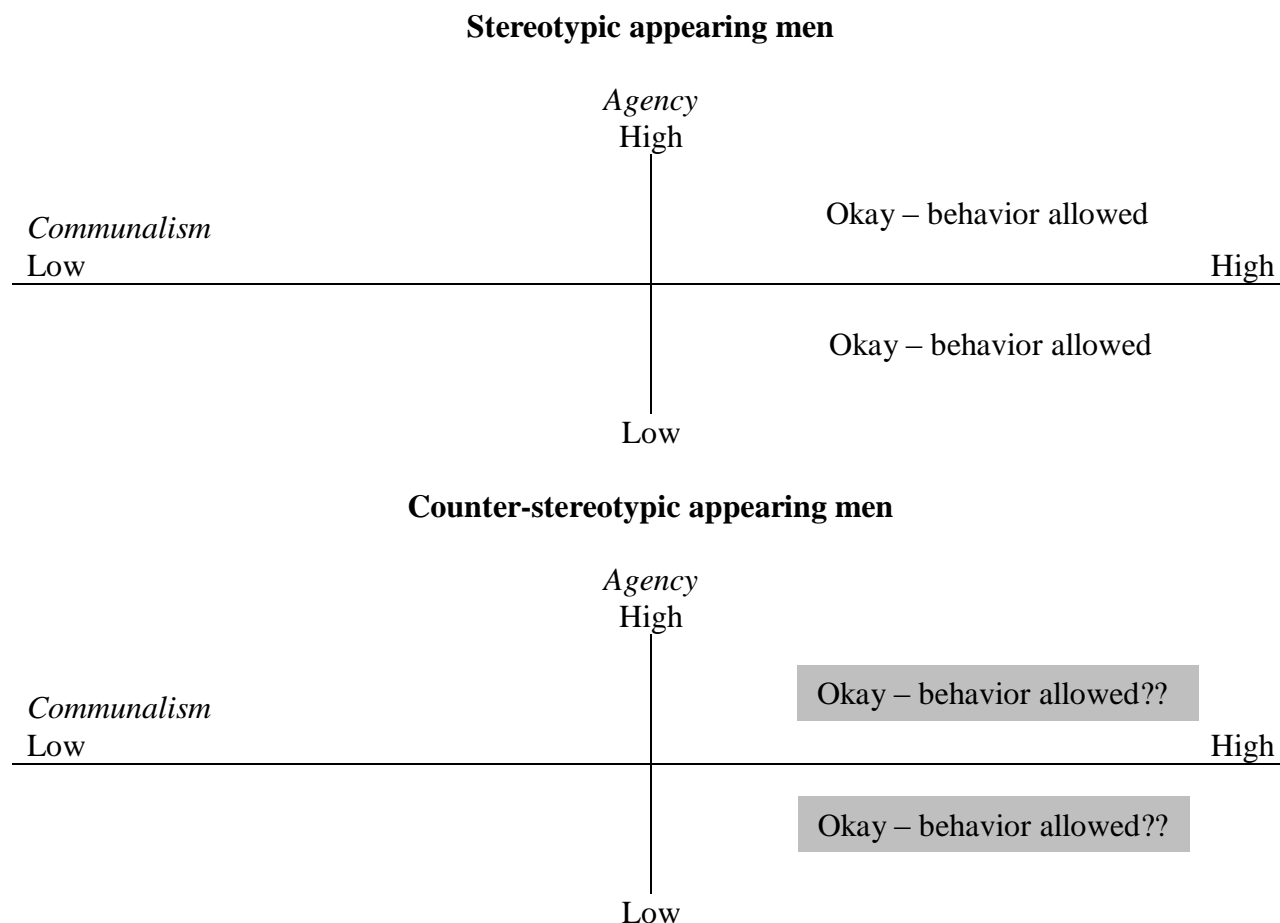 Stereotypic appearing men
Agency
High
Okay – behavior allowed
Communalism
Low
High
Okay – behavior allowed
Low
Counter-stereotypic appearing men
Agency
High
Okay – behavior allowed??
Communalism
Low
High
Okay – behavior allowed??
Low